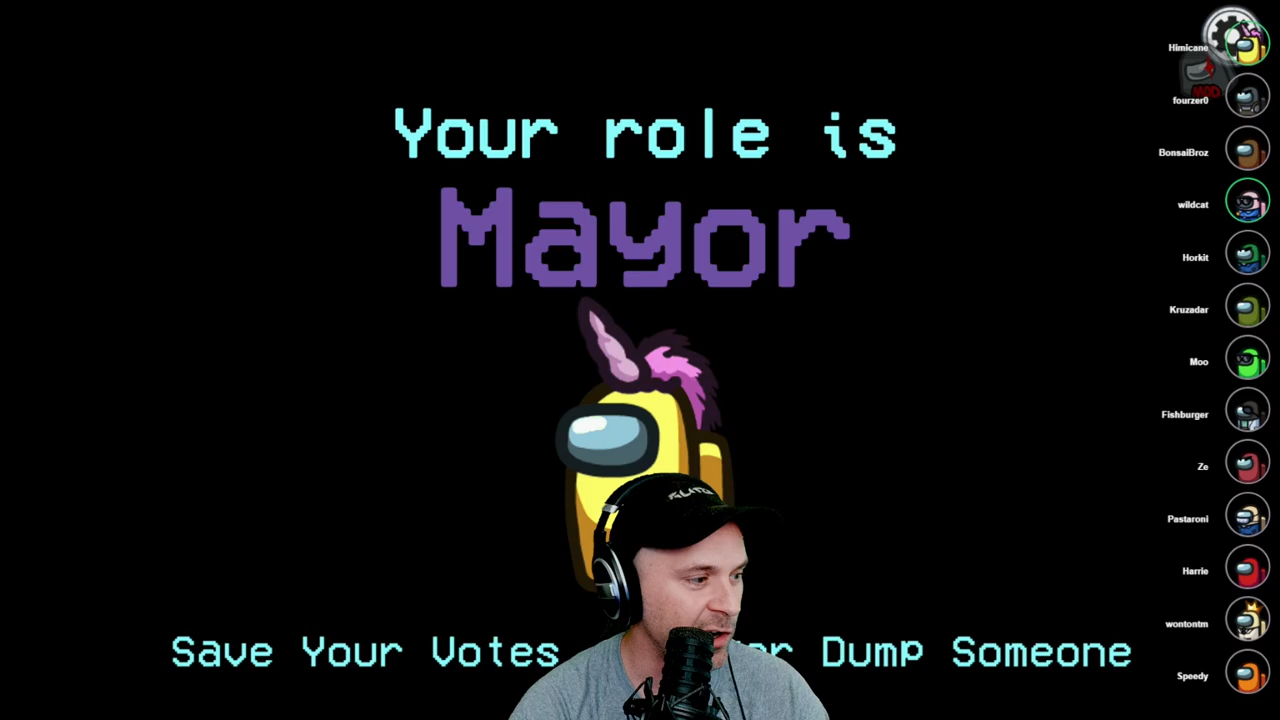 Your role is
Mayor
Save Your Votes Dump Someone
Himicane
MOD
fourzer0
BonsaiBroz
wildcat
Horkit
Kruzadar
Moo
Fishburger
Ze
Pastaroni
Harrie
wontontm
Speedy